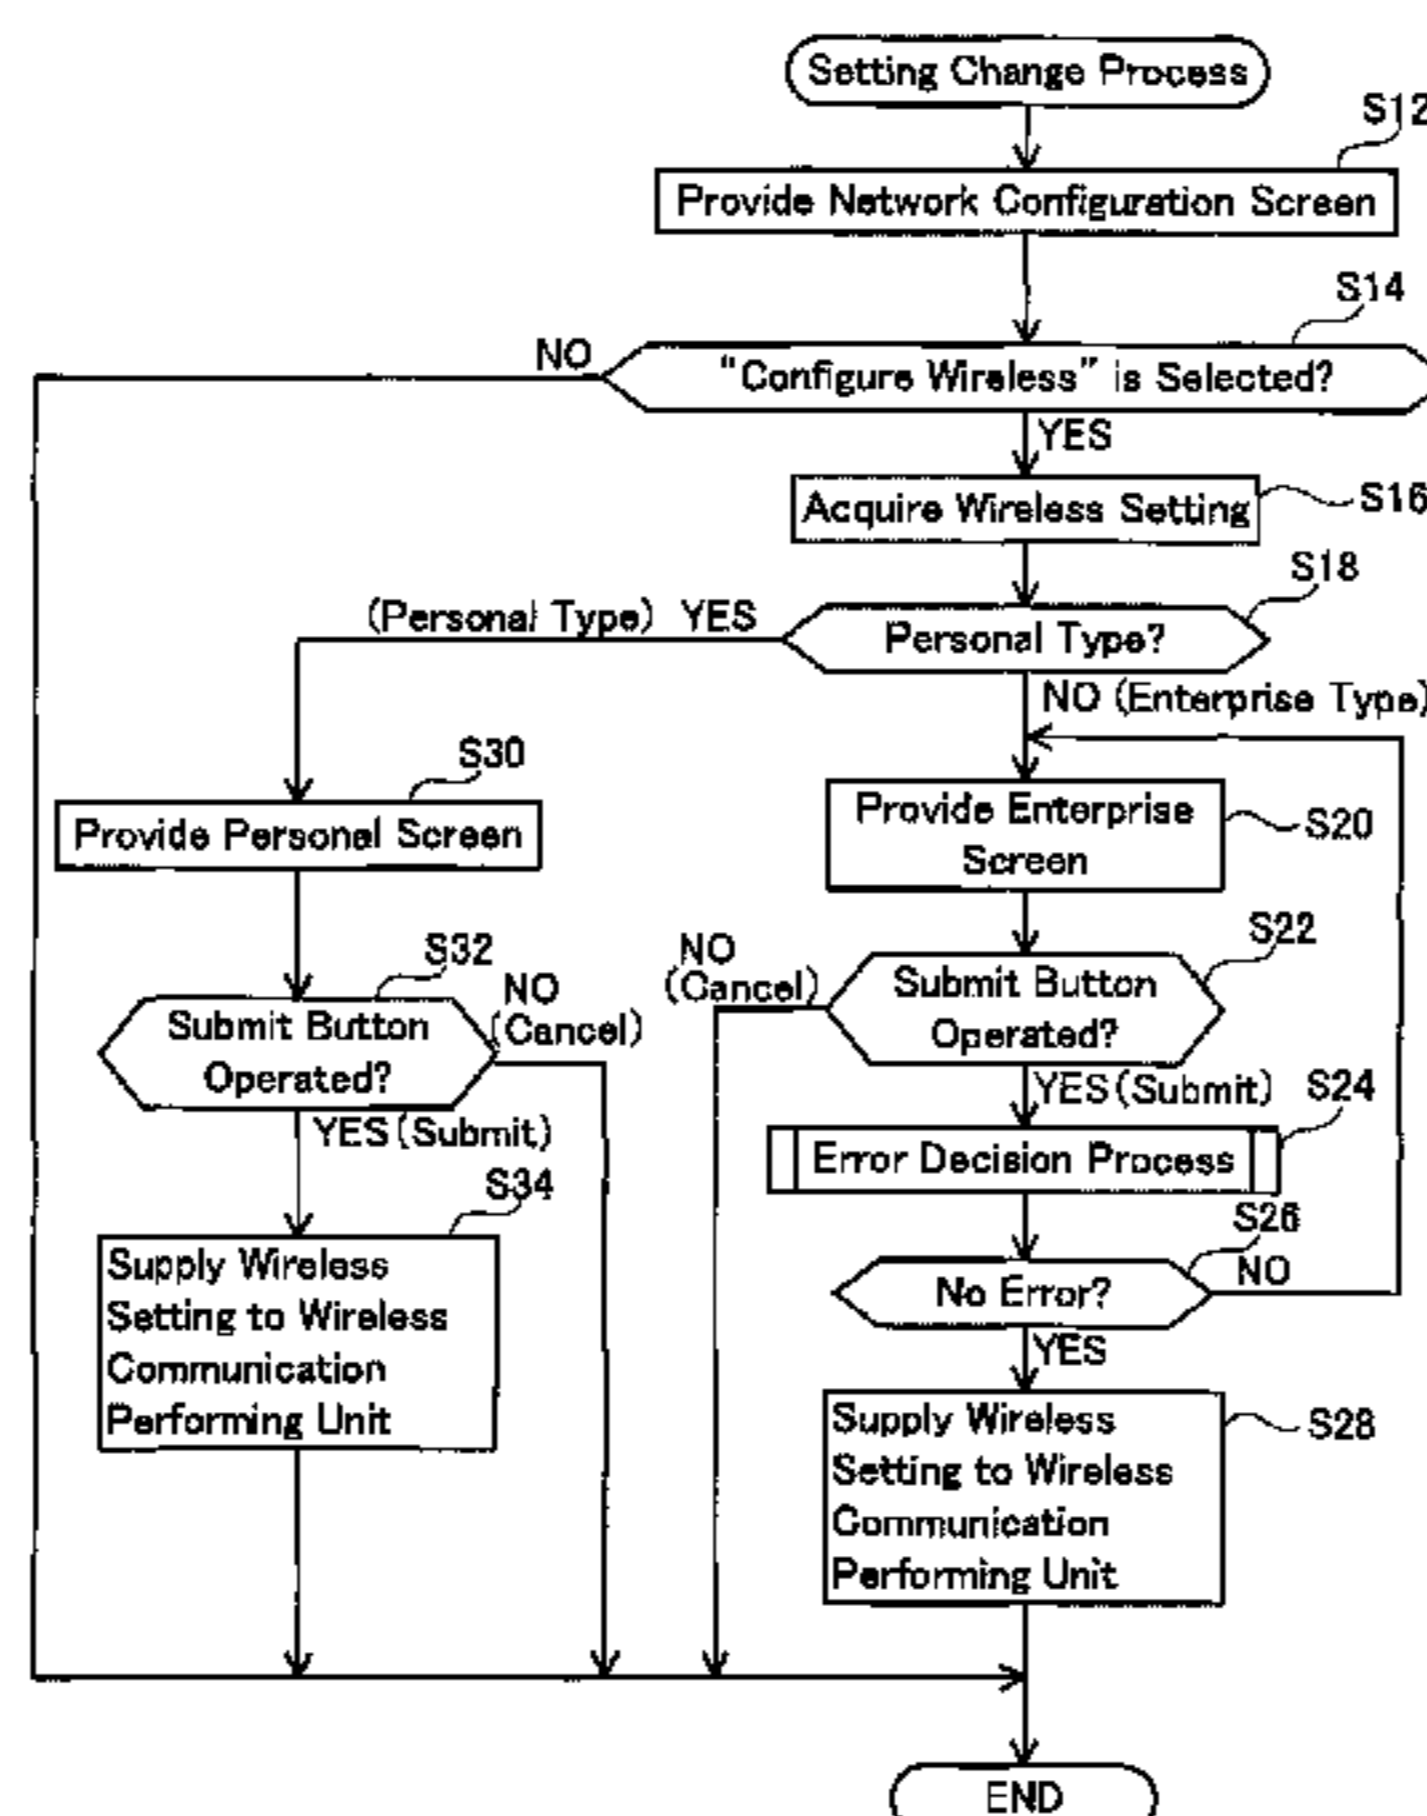 Setting Change Process
S12
Provide Network Configuration Screen
S14
NO
"Configure Wireless" is Selected?
YES
Acquire Wireless Setting
S16
S18
(Personal Type) YES
Personal Type?
NO (Enterprise Type)
S30
Provide Personal Screen
Provide Enterprise
Screen
S20
S32
NO
(Cancel)
Submit Button
Operated?
YES (Submit)
S34
Supply Wireless
Setting to Wireless
Communication
Performing Unit
S22
NO
(Cancel)
Submit Button
Operated?
YES (Submit)
S24
Error Decision Process
S26
No Error?
NO
YES
Supply Wireless
Setting to Wireless
Communication
Performing Unit
S28
END